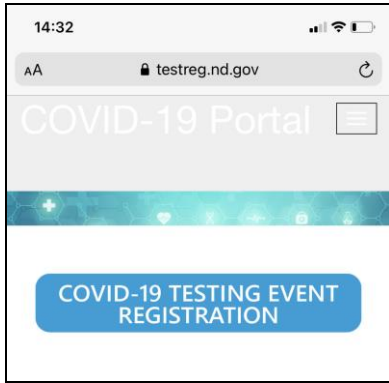 14:32
AA testreg.nd.gov
COVID-19 Portal
COVID-19 TESTING EVENT
REGISTRATION